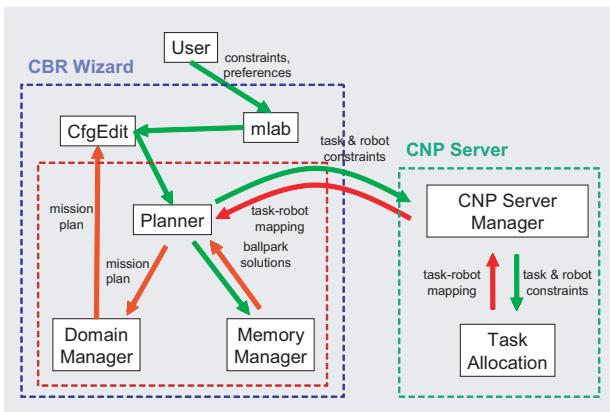 User
constraints,
preferences
CBR Wizard
CfgEdit
mlab
task & robot
constraints
CNP Server
mission
plan
Planner
task-robot
mapping
CNP Server
Manager
ballpark
solutions
mission
plan
task-robot
mapping
task & robot
constraints
Domain
Manager
Memory
Manager
Task
Allocation